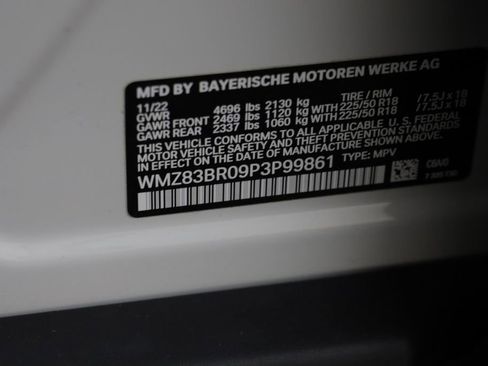 MFD BY BAYERISCHE MOTOREN WERKE AG
11/22 4696 lbs 2130 kg TIRE / RIM
GVWR
GAWR FRONT 2469 lbs 1120 kg WITH 225/50 R18 /7.5J x 18
GAWR REAR 2337 lbs 1060 kg WITH 225/50 R18 /7.5J x 18
THIS VEHICLE CONFORMS TO ALL APPLICABLE U.S. FEDERAL
MOTOR VEHICLE SAFETY, BUMPER, AND THEFT PREVENTION
STANDARDS IN EFFECT ON THE DATE OF MANUFACTURE SHOWN ABOVE.
WMZ83BR09P3P99861 TYPE: MPV